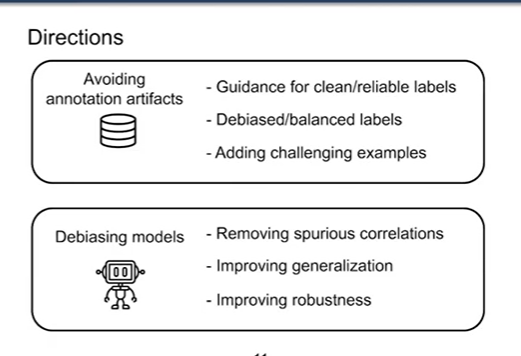 Directions
Avoiding
annotation artifacts
- Guidance for clean/reliable labels
- Debiased/balanced labels
- Adding challenging examples
Debiasing models
- Removing spurious correlations
- Improving generalization
- Improving robustness